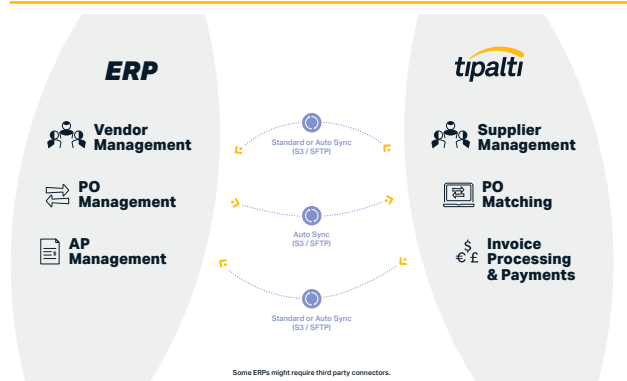 ERP
Vendor
Management
PO
Management
AP
Management
Standard or Auto Sync
(S3 / SFTP)
Auto Sync
(S3 / SFTP)
Standard or Auto Sync
(S3 / SFTP)
tipalti
Supplier
Management
PO
Matching
$
€ £
Invoice
Processing
& Payments
Some ERPs might require third party connectors.